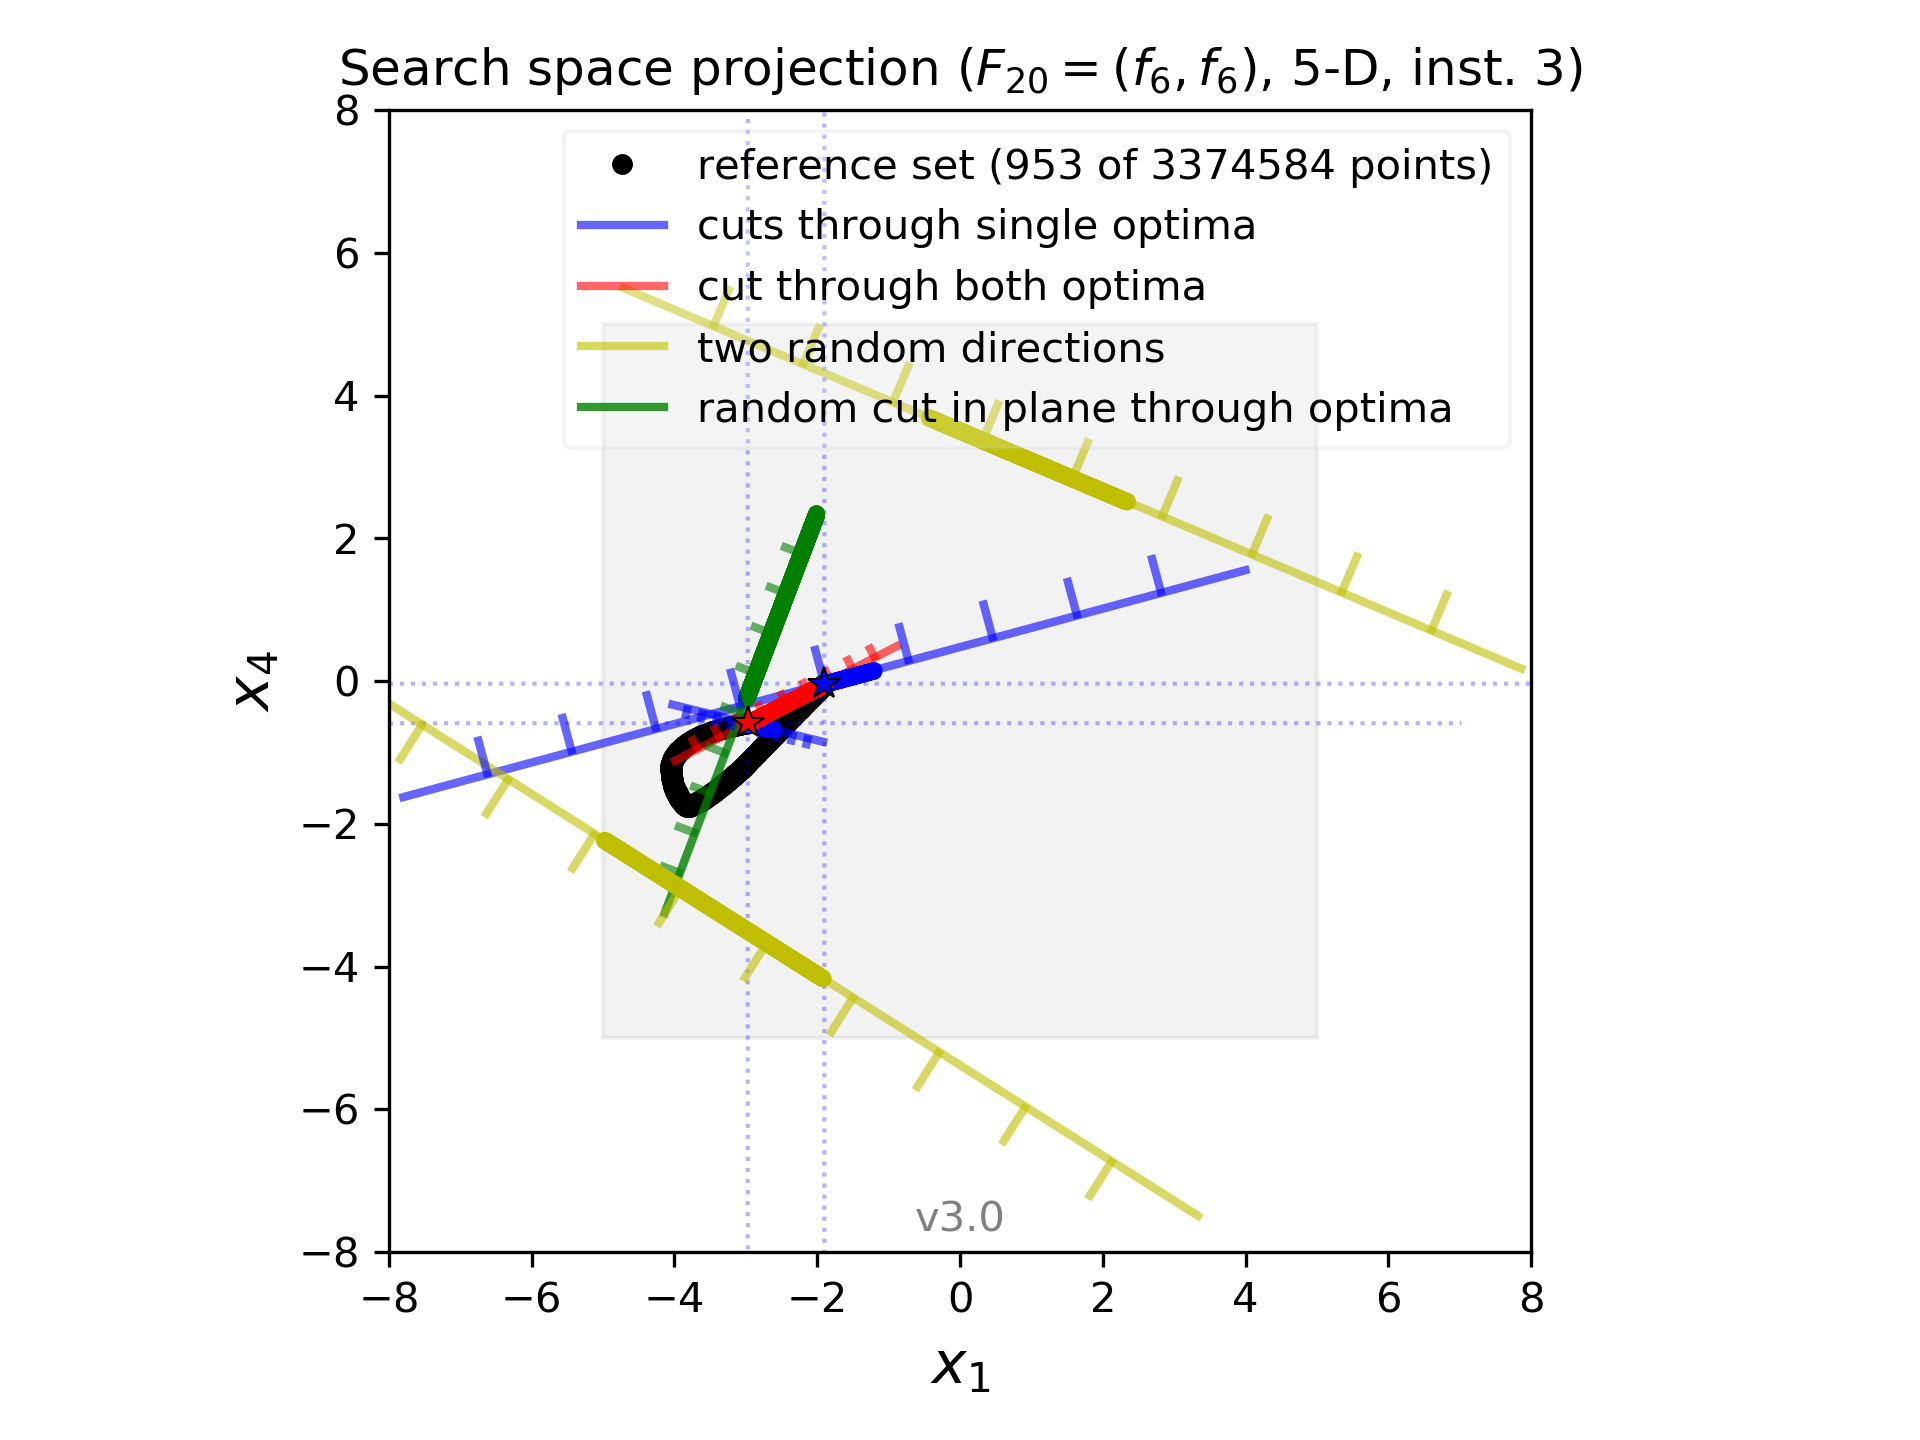 Search space projection (F₂₀ = (f₆, f₆), 5-D, inst. 3)
reference set (953 of 3374584 points)
cuts through single optima
cut through both optima
two random directions
random cut in plane through optima
8
6
4
2
0
−2
−4
−6
−8
x₄
v3.0
−8 −6 −4 −2 0 2 4 6 8
x₁